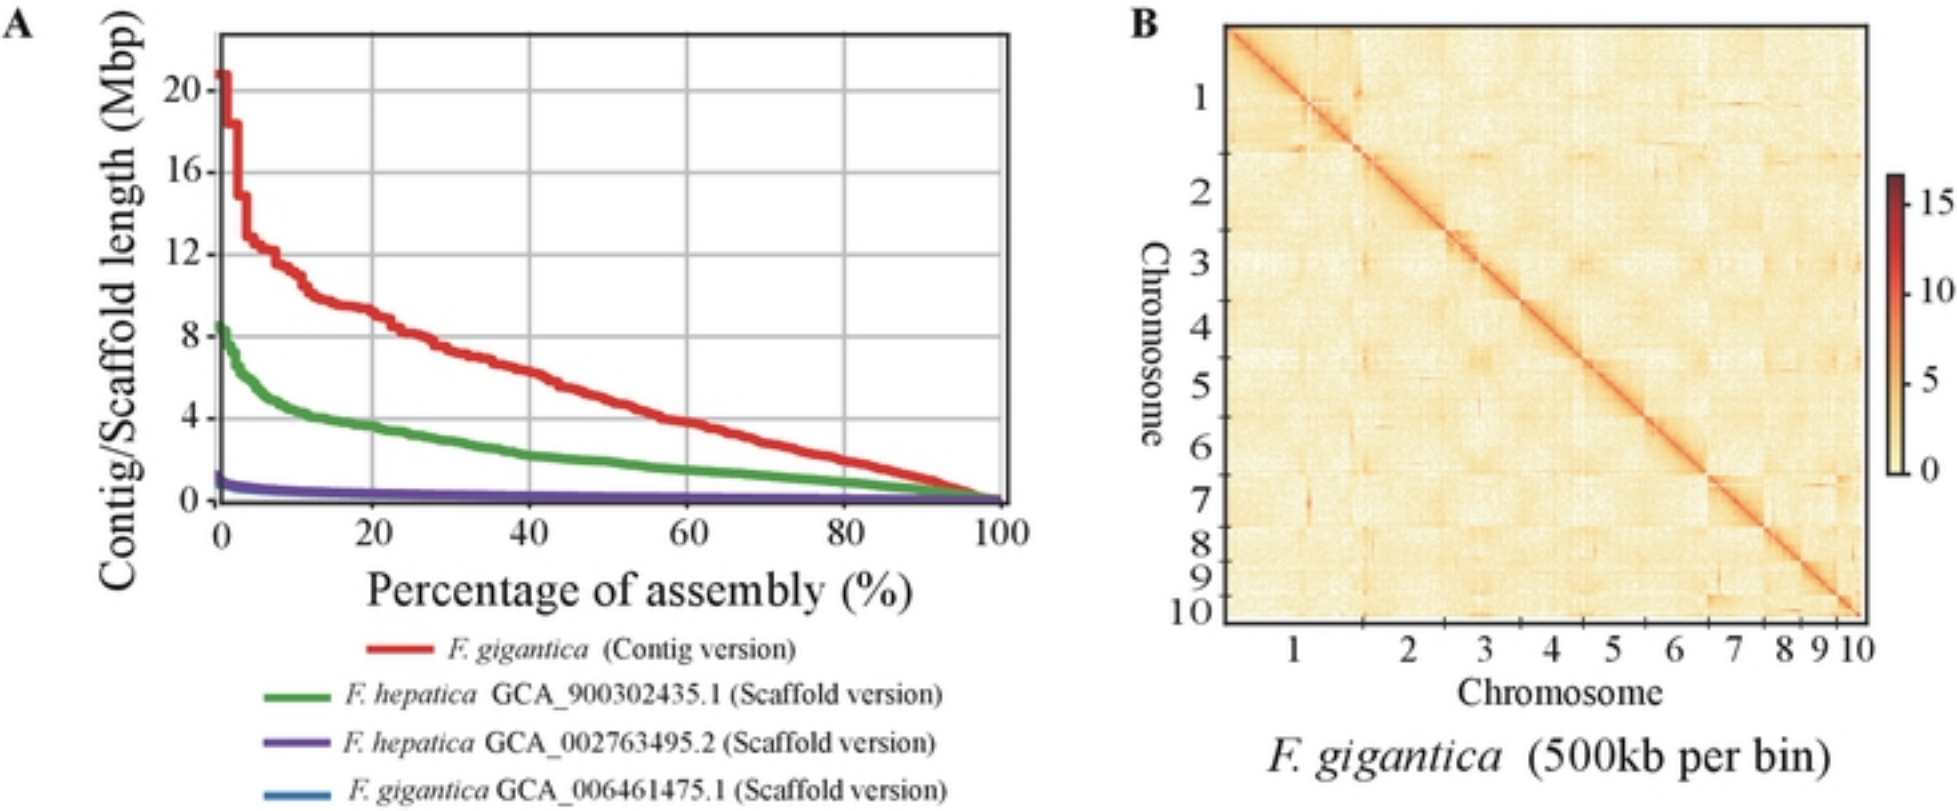 A
Contig/Scaffold length (Mbp)
20
16
12
8
4
0
0 20 40 60 80 100
Percentage of assembly (%)
F. gigantica (Contig version)
F. hepatica GCA_900302435.1 (Scaffold version)
F. hepatica GCA_002763495.2 (Scaffold version)
F. gigantica GCA_006461475.1 (Scaffold version)
B
Chromosome
1
2
3
4
5
6
7
8
9
10
1 2 3 4 5 6 7 8 9 10
Chromosome
F. gigantica (500kb per bin)
15
10
5
0